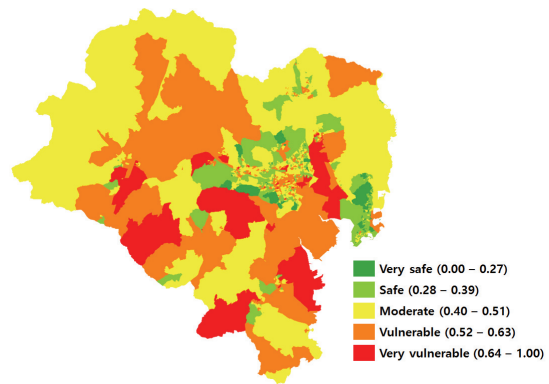 Very safe (0.00 – 0.27)
Safe (0.28 – 0.39)
Moderate (0.40 – 0.51)
Vulnerable (0.52 – 0.63)
Very vulnerable (0.64 – 1.00)